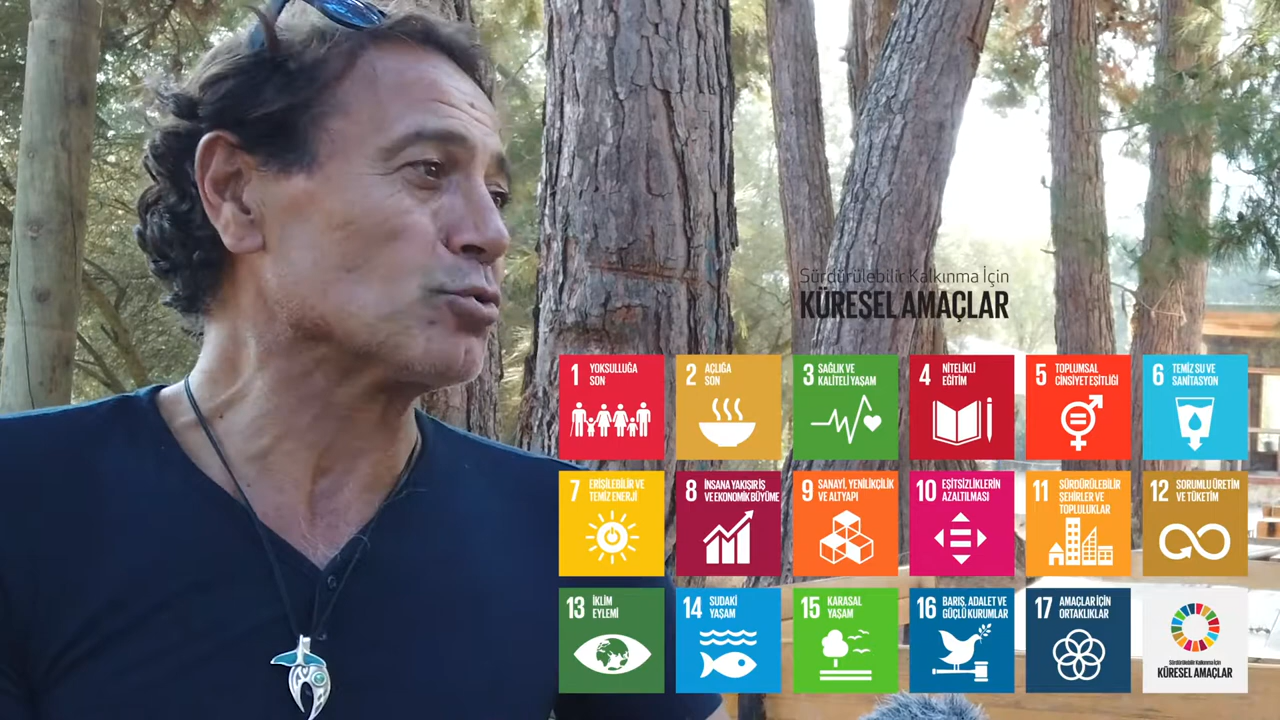 Sürdürülebilir Kalkınma İçin
KÜRESEL AMAÇLAR
1 YOKSULLUĞA
SON
2 AÇLIĞA
SON
3 SAĞLIK VE
KALİTELİ YAŞAM
4 NİTELİKLİ
EĞİTİM
5 TOPLUMSAL
CİNSİYET EŞİTLİĞİ
6 TEMİZ SU VE
SANİTASYON
7 ERİŞİLEBİLİR VE
TEMİZ ENERJİ
8 İNSANA YAKIŞIR İŞ
VE EKONOMİK BÜYÜME
9 SANAYİ, YENİLİKÇİLİK
VE ALTYAPI
10 EŞİTSİZLİKLERİN
AZALTILMASI
11 SÜRDÜRÜLEBİLİR
ŞEHİRLER VE
TOPLULUKLAR
12 SORUMLU ÜRETİM
VE TÜKETİM
13 İKLİM
EYLEMİ
14 SUDAKİ
YAŞAM
15 KARASAL
YAŞAM
16 BARIŞ, ADALET VE
GÜÇLÜ KURUMLAR
17 AMAÇLAR İÇİN
ORTAKLIKLAR
Sürdürülebilir Kalkınma İçin
KÜRESEL AMAÇLAR